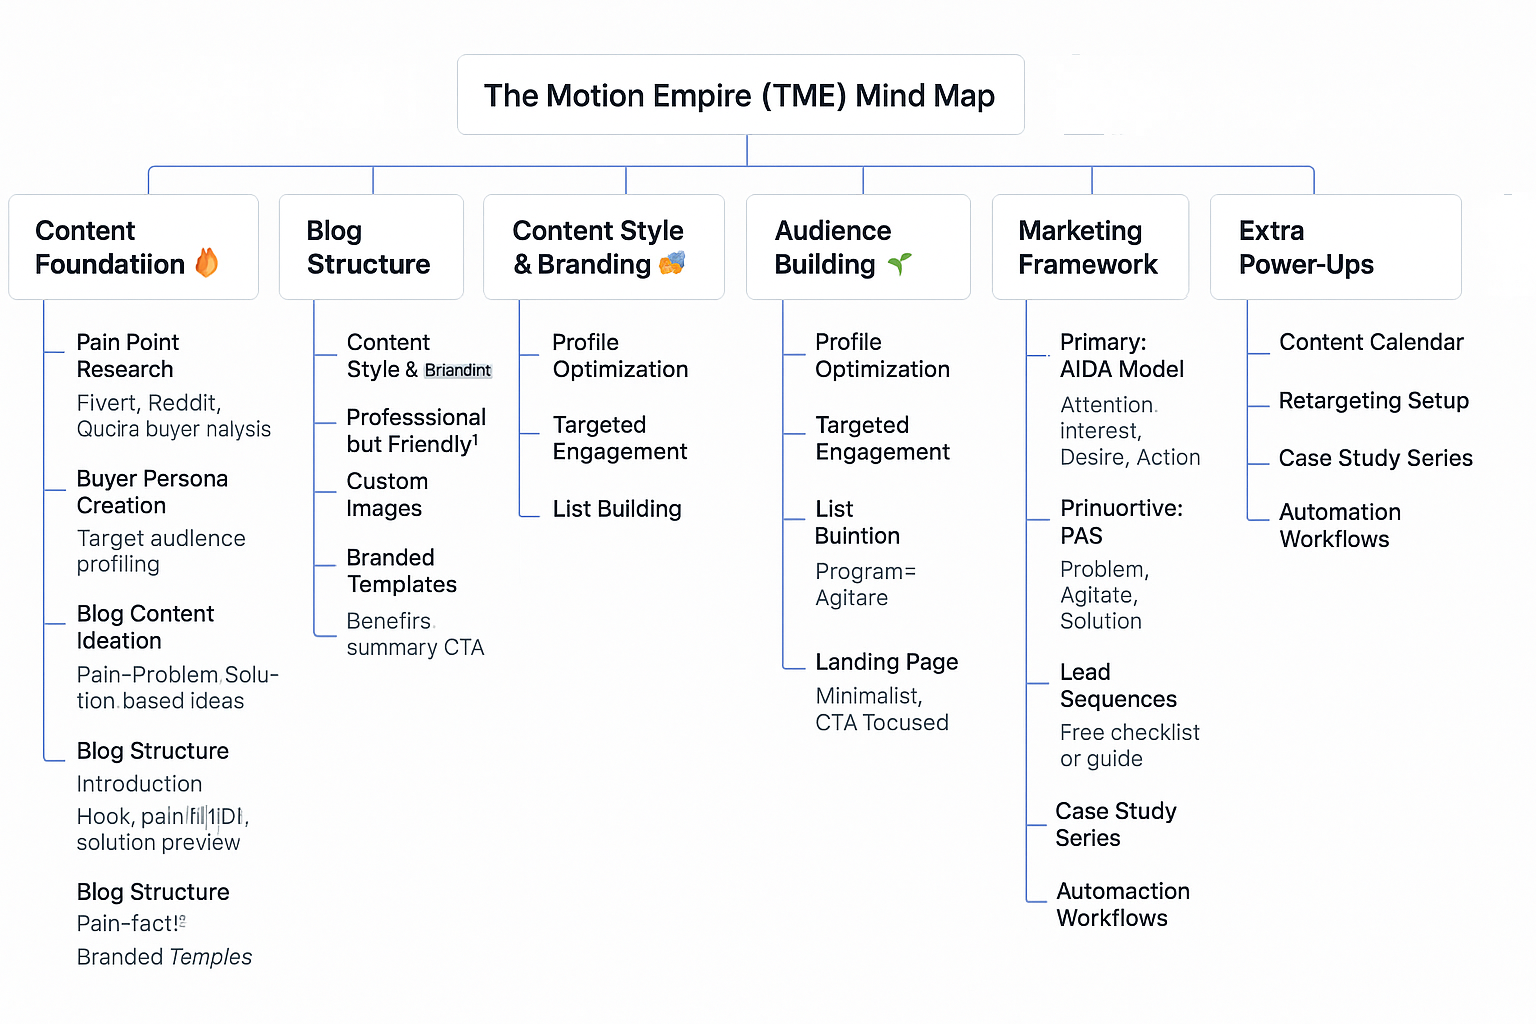 The Motion Empire (TME) Mind Map
Content
Foundatiion
Pain Point
Research
Fivert, Reddit,
Qucira buyer nalysis
Buyer Persona
Creation
Target audlence
profiling
Blog Content
Ideation
Pain-Problem Solu-
tion based ideas
Blog Structure
Introduction
Hook, pain
solution preview
Blog Structure
Pain-fact!
Branded Temples
Blog
Structure
Content
Style & Briandint
Professsional
but Friendly¹
Custom
Images
Branded
Templates
Benefirs
summary CTA
Content Style
& Branding
Profile
Optimization
Targeted
Engagement
List Building
Audience
Building
Profile
Optimization
Targeted
Engagement
List
Buintion
Program=
Agitare
Landing Page
Minimalist,
CTA Tocused
Marketing
Framework
Primary:
AIDA Model
Attention.
interest,
Desire, Action
Prinuortive:
PAS
Problem,
Agitate,
Solution
Lead
Sequences
Free checklist
or guide
Case Study
Series
Automaction
Workflows
Extra
Power-Ups
Content Calendar
Retargeting Setup
Case Study Series
Automation
Workflows